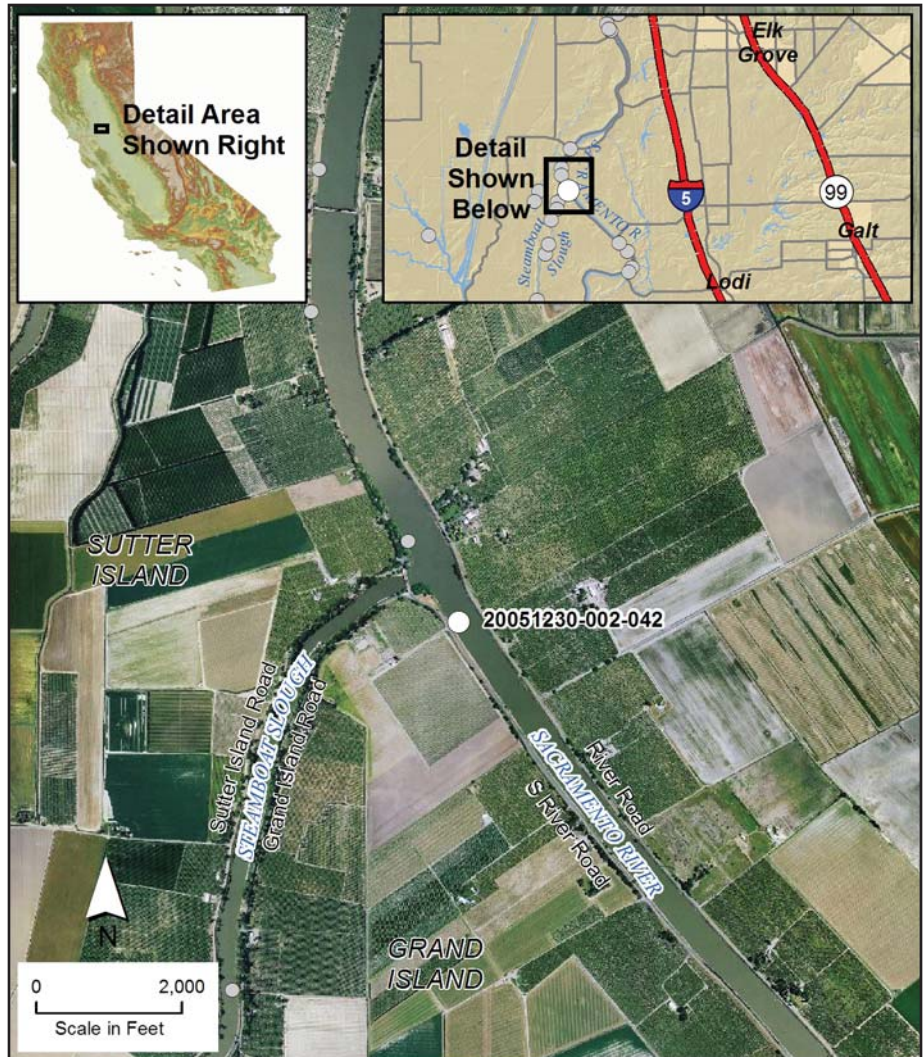 Detail Area
Shown Right
Elk
Grove
Detail
Shown
Below
S
R
ENTO R
Steamboat
Slough
5
99
Galt
Lodi
SUTTER
ISLAND
20051230-002-042
Sutter Island Road
STEAMBOAT SLOUGH
Grand Island Road
River Road
SACRAMENTO RIVER
S River Road
GRAND
ISLAND
N
0 2,000
Scale in Feet